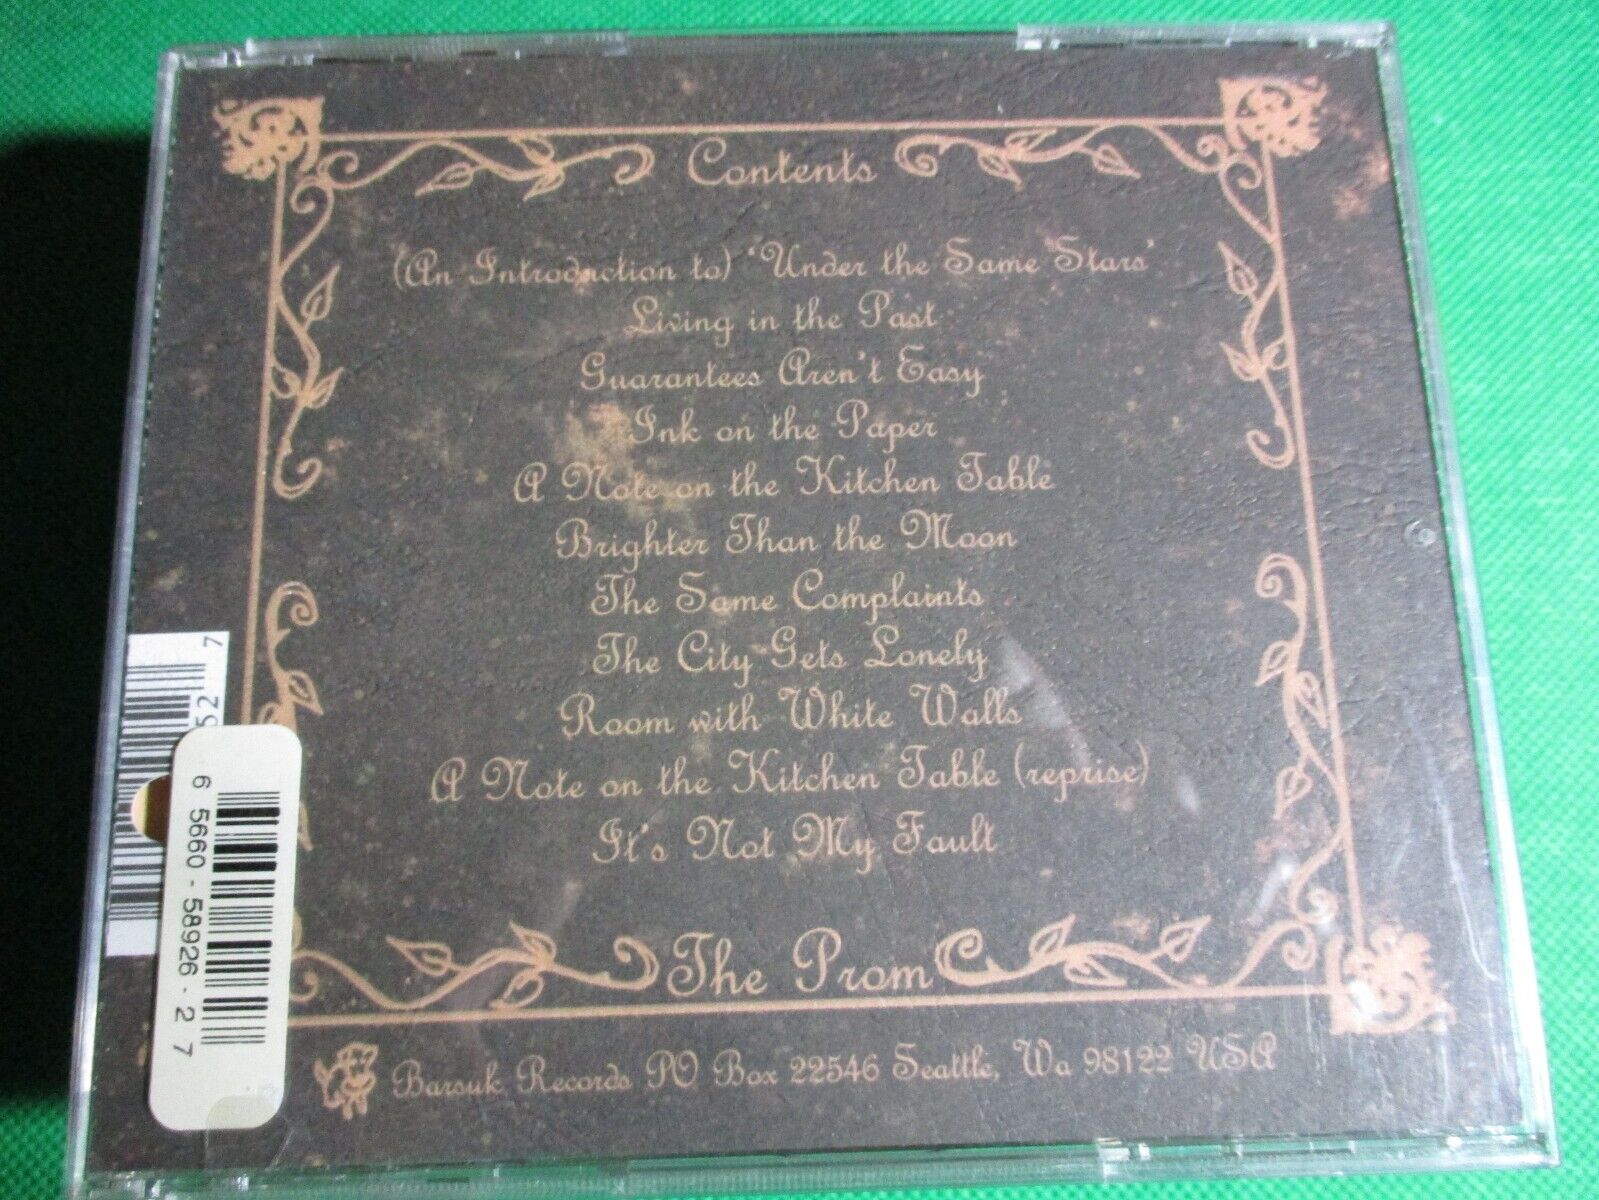 Contents
(An Introduction to) 'Under the Same Stars'
Living in the Past
Guarantees Aren't Easy
Ink on the Paper
A Note on the Kitchen Table
Brighter Than the Moon
The Same Complaints
The City Gets Lonely
Room with White Walls
A Note on the Kitchen Table (reprise)
It's Not My Fault
The Prom
Barsuk Records PO Box 22546 Seattle, Wa 98122 USA
6 5660-58926-2 7